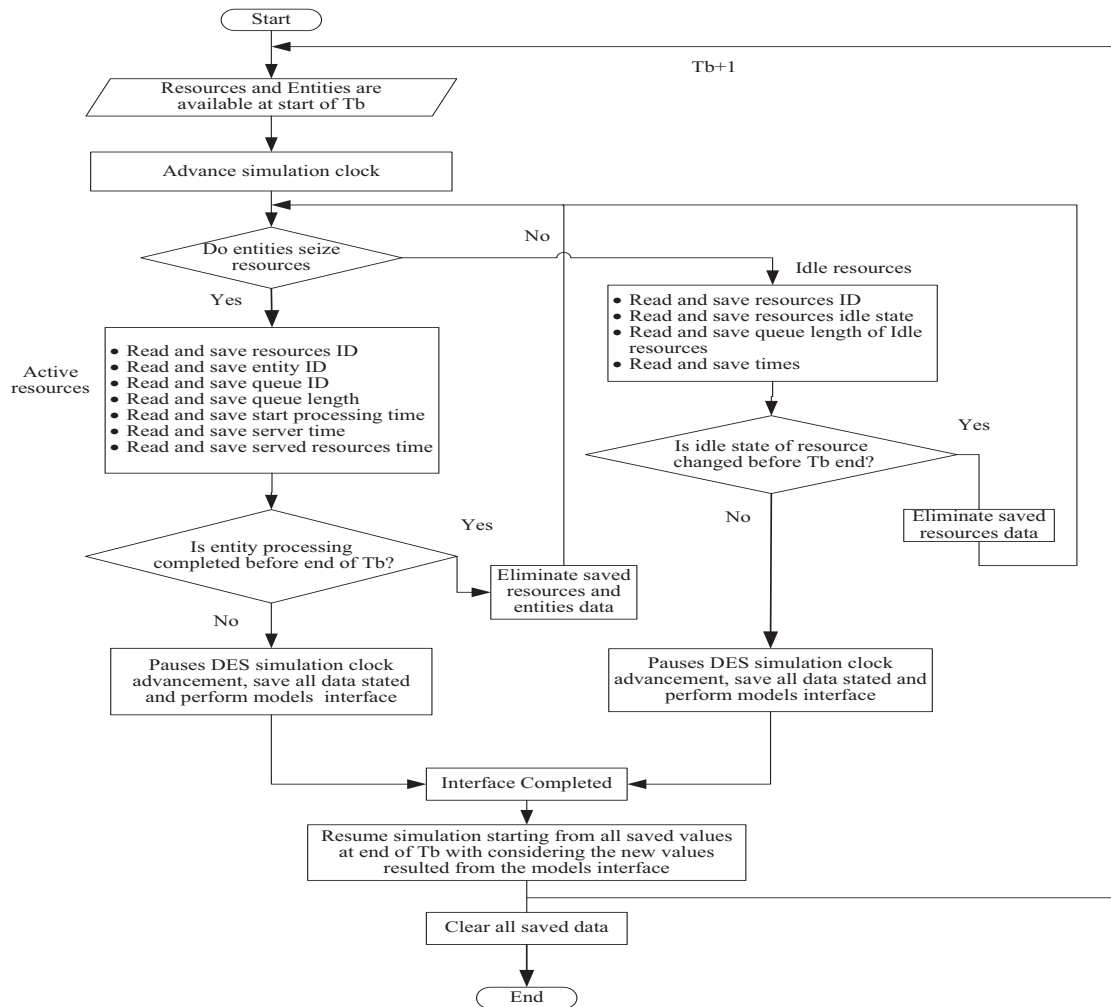 Start
Tb+1
Resources and Entities are
available at start of Tb
Advance simulation clock
Do entities seize
resources
No
Yes
Idle resources
• Read and save resources ID
• Read and save resources idle state
• Read and save queue length of Idle
resources
• Read and save times
Active
resources
• Read and save resources ID
• Read and save entity ID
• Read and save queue ID
• Read and save queue length
• Read and save start processing time
• Read and save server time
• Read and save served resources time
Is idle state of resource
changed before Tb end?
Yes
No
Eliminate saved
resources data
Is entity processing
completed before end of Tb?
Yes
No
Eliminate saved
resources and
entities data
Pauses DES simulation clock
advancement, save all data stated
and perform models interface
Pauses DES simulation clock
advancement, save all data stated and
perform models interface
Interface Completed
Resume simulation starting from all saved values
at end of Tb with considering the new values
resulted from the models interface
Clear all saved data
End